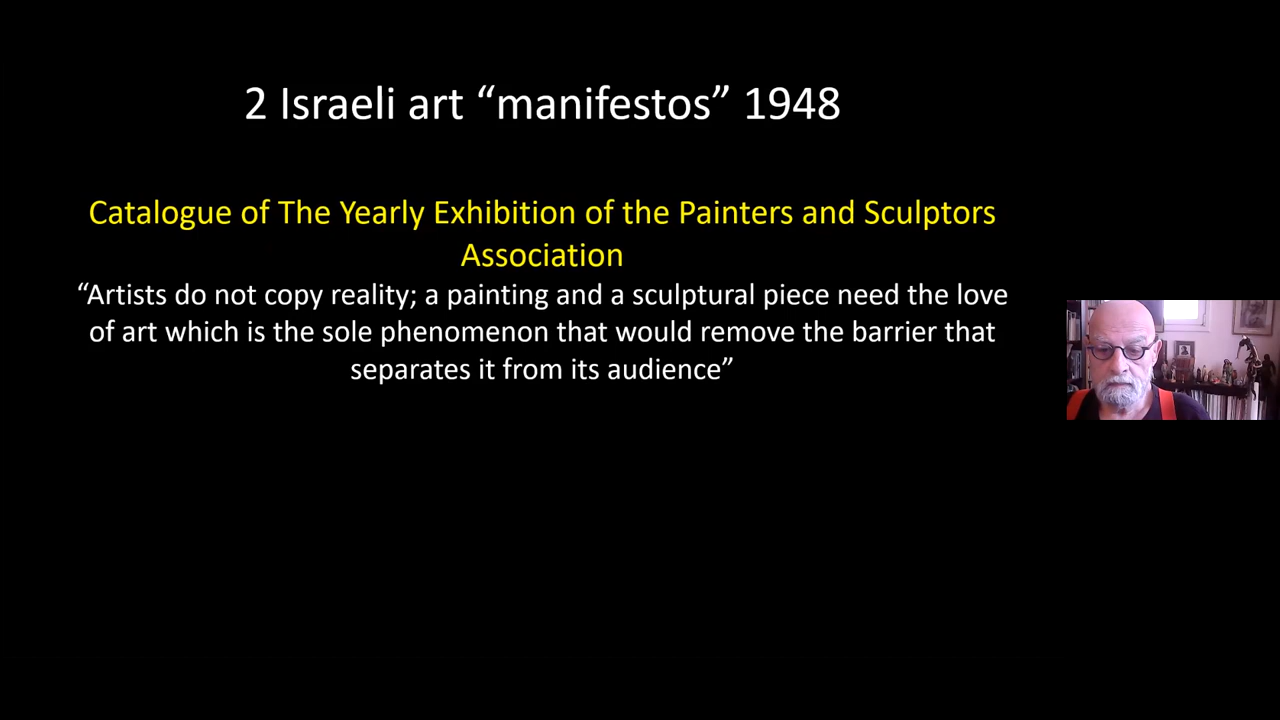 2 Israeli art “manifestos” 1948
Catalogue of The Yearly Exhibition of the Painters and Sculptors
Association
“Artists do not copy reality; a painting and a sculptural piece need the love
of art which is the sole phenomenon that would remove the barrier that
separates it from its audience”